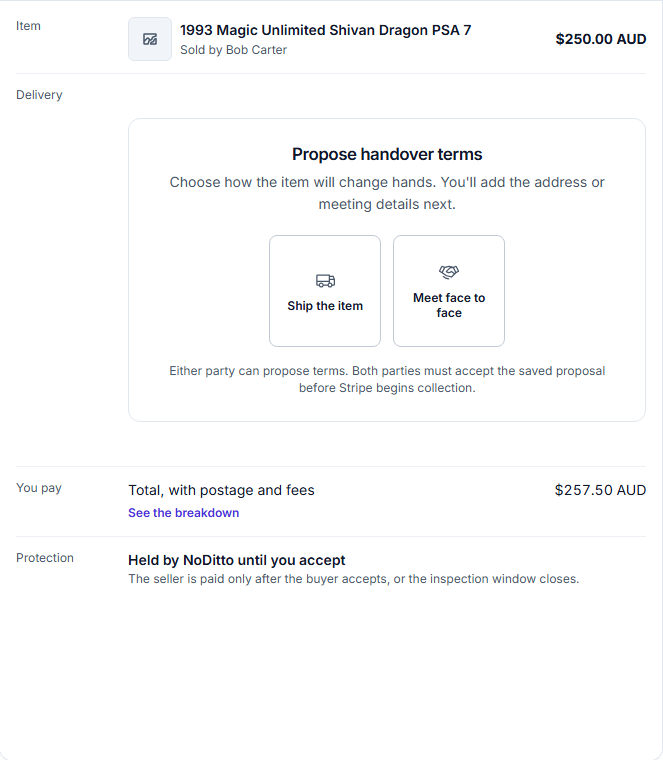 Item
1993 Magic Unlimited Shivan Dragon PSA 7
Sold by Bob Carter
$250.00 AUD
Delivery
Propose handover terms
Choose how the item will change hands. You'll add the address or
meeting details next.
Ship the item
Meet face to
face
Either party can propose terms. Both parties must accept the saved proposal
before Stripe begins collection.
You pay
Total, with postage and fees
$257.50 AUD
See the breakdown
Protection
Held by NoDitto until you accept
The seller is paid only after the buyer accepts, or the inspection window closes.